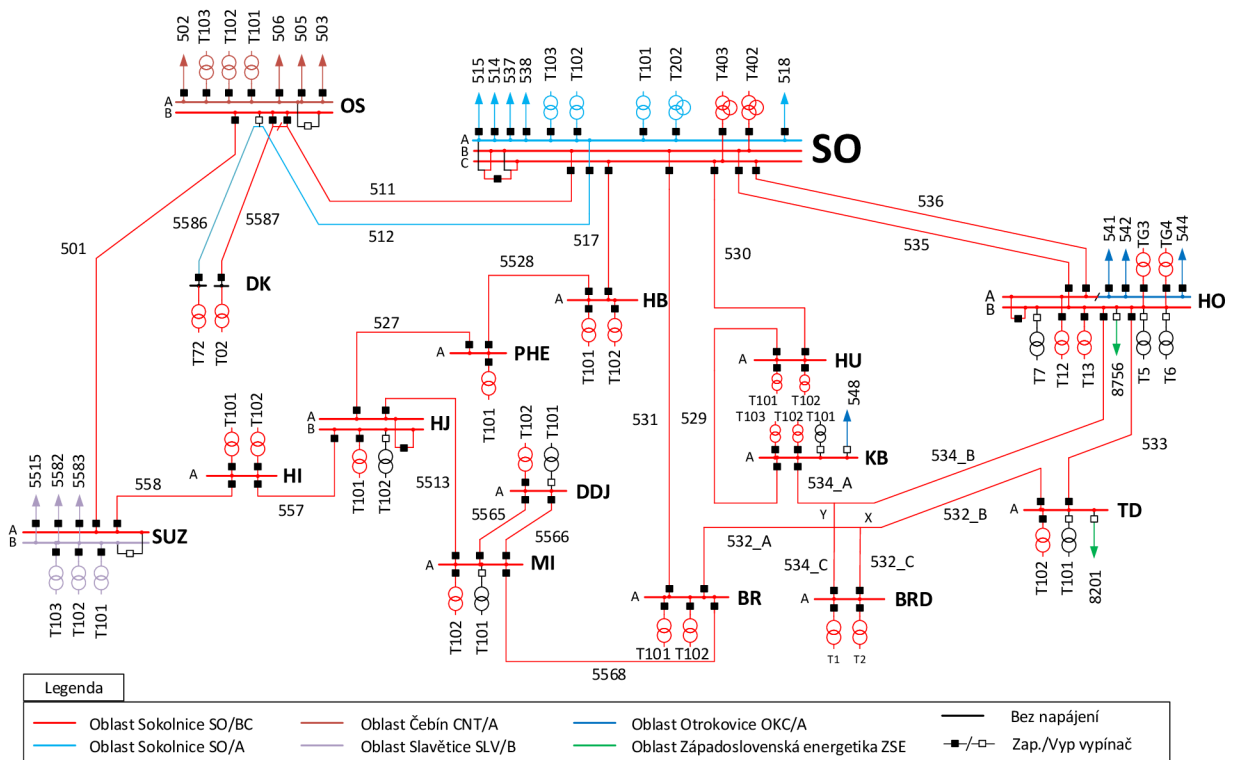 502
T103
T102
T101
506
505
503
A
B
OS
515
514
537
538
T103
T102
T101
T202
T403
T402
518
A
B
C
SO
511
512
517
5586
5587
501
DK
T72
T02
530
536
535
541
542
TG3
TG4
544
A
B
HO
T7
T12
T13
8756
T5
T6
5528
A
HB
T101
T102
527
A
PHE
T101
A
HU
T101
T102
T103
T102
T101
548
A
KB
529
531
534_A
534_B
533
A
B
HJ
T101
T102
T101
T102
A
HI
558
557
5513
T102
T101
A
DDJ
5565
5566
5515
5582
5583
A
B
SUZ
T103
T102
T101
A
MI
T102
T101
5568
532_A
532_B
Y
X
534_C
532_C
A
BR
T101
T102
A
BRD
T1
T2
A
TD
T102
T101
8201
Legenda
Oblast Sokolnice SO/BC
Oblast Čebín CNT/A
Oblast Otrokovice OKC/A
Bez napájení
Oblast Sokolnice SO/A
Oblast Slavětice SLV/B
Oblast Západoslovenská energetika ZSE
Zap./Vyp vypínač